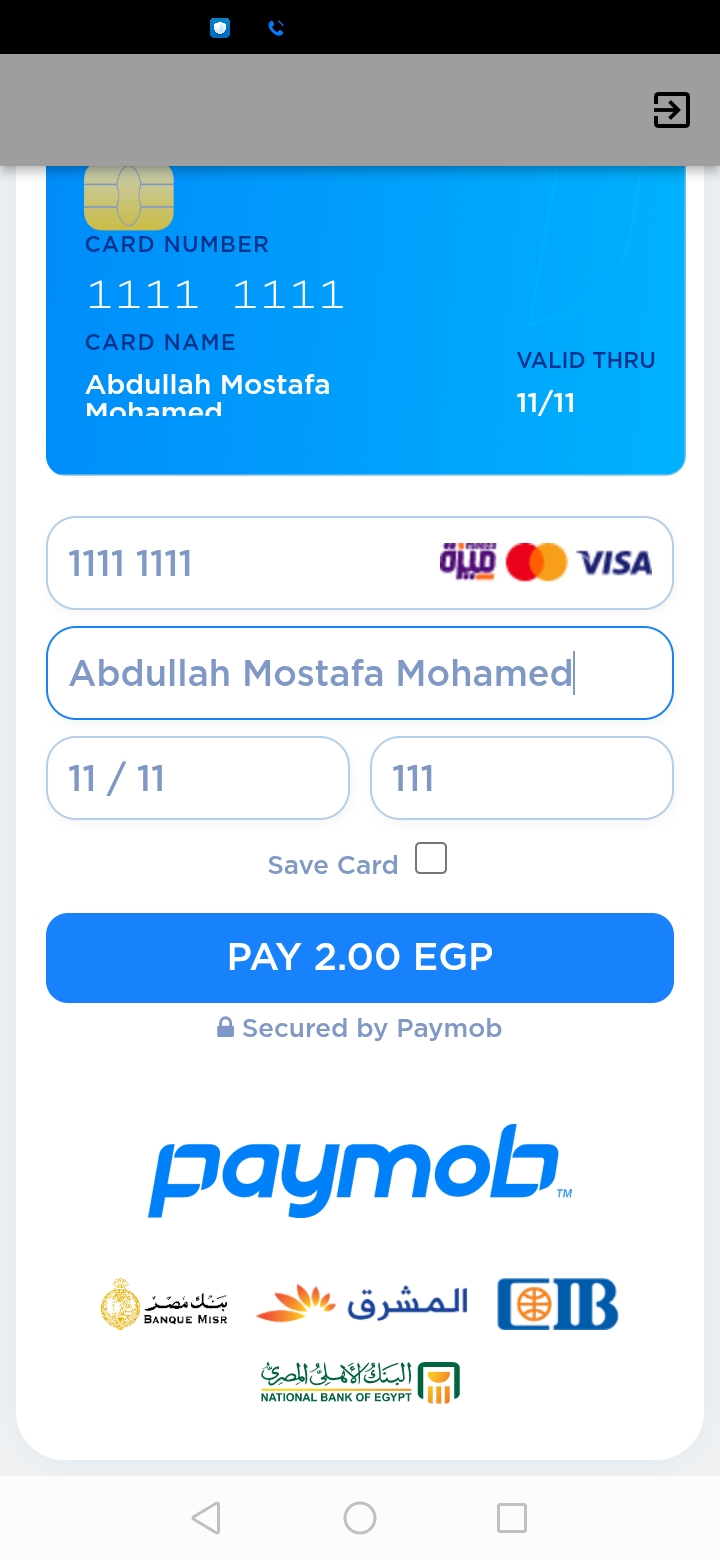 CARD NUMBER
1111 1111
CARD NAME
Abdullah Mostafa
Mohamed
VALID THRU
11/11
1111 1111
ميزة
VISA
Abdullah Mostafa Mohamed
11 / 11
111
Save Card
PAY 2.00 EGP
Secured by Paymob
paymob™
بنك مصر
BANQUE MISR
المشرق
CIB
البنك الأهلي المصري
NATIONAL BANK OF EGYPT